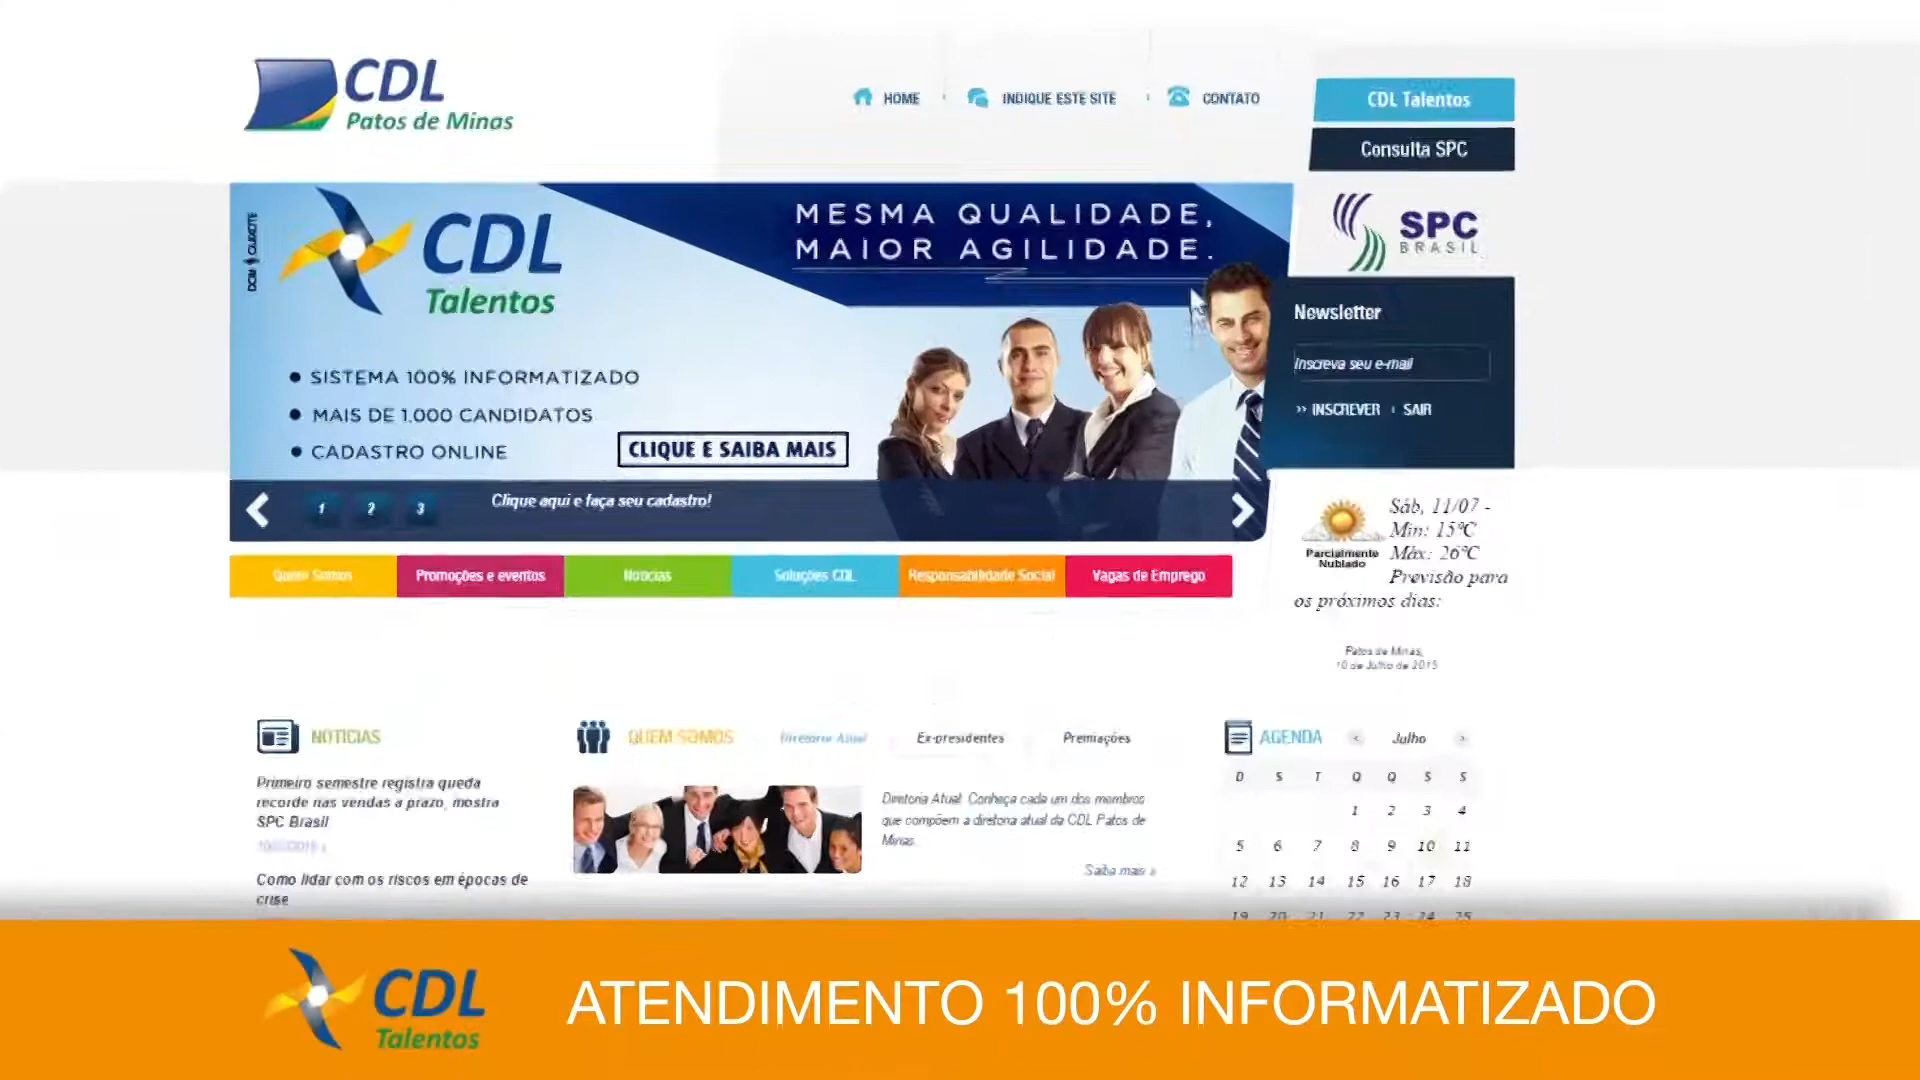 CDL
Patos de Minas
HOME
INDIQUE ESTE SITE
CONTATO
CDL Talentos
Consulta SPC
CDL
Talentos
MESMA QUALIDADE,
MAIOR AGILIDADE.
SPC
BRASIL
SISTEMA 100% INFORMATIZADO
MAIS DE 1.000 CANDIDATOS
CADASTRO ONLINE
CLIQUE E SAIBA MAIS
1 2 3
Clique aqui e faça seu cadastro!
Newsletter
Inscreva seu e-mail
›› INSCREVER
SAIR
Sáb, 11/07 -
Min: 15ºC
Máx: 26ºC
Previsão para
os próximos dias:
Parcialmente
Nublado
Patos de Minas,
10 de Julho de 2015
Quem Somos
Promoções e eventos
Notícias
Soluções CDL
Responsabilidade Social
Vagas de Emprego
NOTÍCIAS
Primeiro semestre registra queda
recorde nas vendas a prazo, mostra
SPC Brasil
Como lidar com os riscos em épocas de
crise
QUEM SOMOS
Diretoria Atual
Ex-presidentes
Premiações
Diretoria Atual: Conheça cada um dos membros
que compõem a diretoria atual da CDL Patos de
Minas.
Saiba mais »
AGENDA
‹ Julho ›
D S T Q Q S S
1 2 3 4
5 6 7 8 9 10 11
12 13 14 15 16 17 18
19 20 21 22 23 24 25
CDL
Talentos
ATENDIMENTO 100% INFORMATIZADO